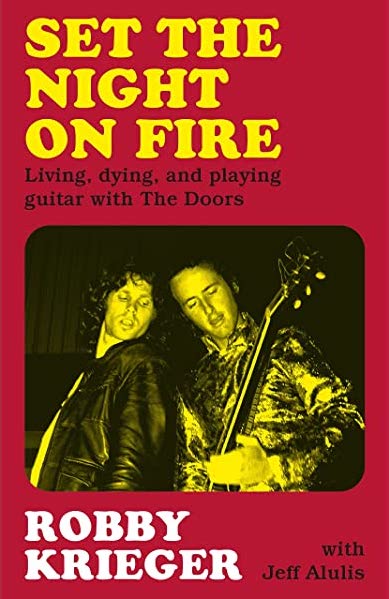 SET THE
NIGHT
ON FIRE
Living, dying, and playing
guitar with The Doors
ROBBY
KRIEGER
with
Jeff Alulis